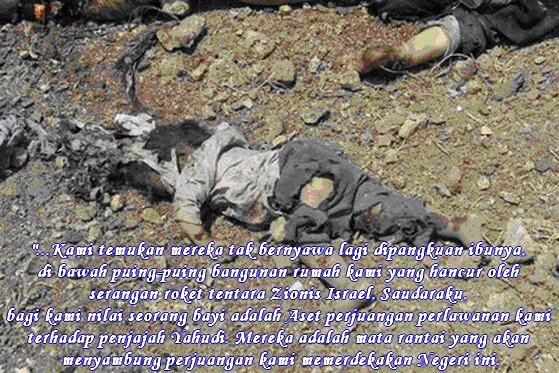 "...Kami temukan mereka tak bernyawa lagi dipangkuan ibunya,
di bawah puing-puing bangunan rumah kami yang hancur oleh
serangan roket tentara Zionis Israel. Saudaraku,
bagi kami nilai seorang bayi adalah Aset perjuangan perlawanan kami
terhadap penjajah Yahudi. Mereka adalah mata rantai yang akan
menyambung perjuangan kami memerdekakan Negeri ini.